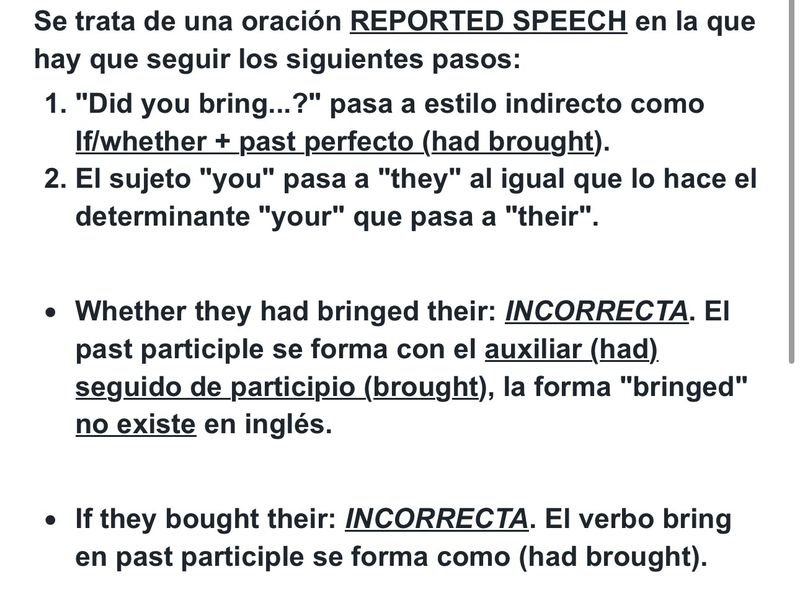 Se trata de una oración REPORTED SPEECH en la que
hay que seguir los siguientes pasos:
1. "Did you bring...?" pasa a estilo indirecto como
If/whether + past perfecto (had brought).
2. El sujeto "you" pasa a "they" al igual que lo hace el
determinante "your" que pasa a "their".
• Whether they had bringed their: INCORRECTA. El
past participle se forma con el auxiliar (had)
seguido de participio (brought), la forma "bringed"
no existe en inglés.
• If they bought their: INCORRECTA. El verbo bring
en past participle se forma como (had brought).